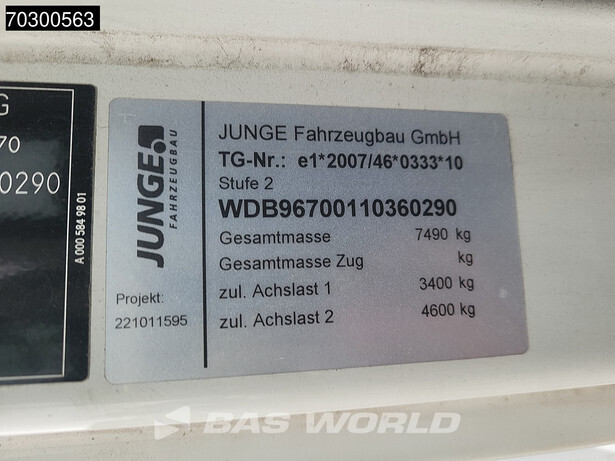 70300563
G
70
0290
A 000 584 98 01
JUNGE
FAHRZEUGBAU
Projekt:
221011595
JUNGE Fahrzeugbau GmbH
TG-Nr.: e1*2007/46*0333*10
Stufe 2
WDB96700110360290
Gesamtmasse 7490 kg
Gesamtmasse Zug kg
zul. Achslast 1 3400 kg
zul. Achslast 2 4600 kg
BAS WORLD